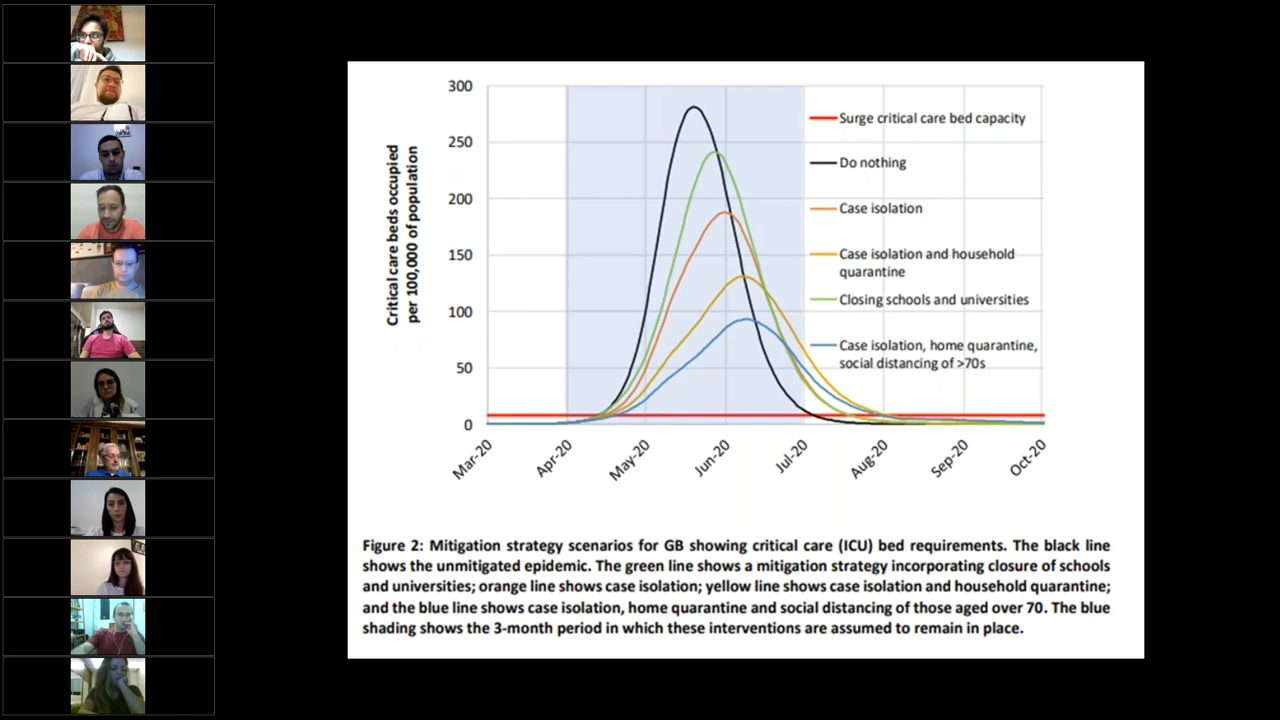 300
250
200
150
100
50
0
Critical care beds occupied
per 100,000 of population
Mar-20
Apr-20
May-20
Jun-20
Jul-20
Aug-20
Sep-20
Oct-20
Surge critical care bed capacity
Do nothing
Case isolation
Case isolation and household
quarantine
Closing schools and universities
Case isolation, home quarantine,
social distancing of >70s
Figure 2: Mitigation strategy scenarios for GB showing critical care (ICU) bed requirements. The black line
shows the unmitigated epidemic. The green line shows a mitigation strategy incorporating closure of schools
and universities; orange line shows case isolation; yellow line shows case isolation and household quarantine;
and the blue line shows case isolation, home quarantine and social distancing of those aged over 70. The blue
shading shows the 3-month period in which these interventions are assumed to remain in place.